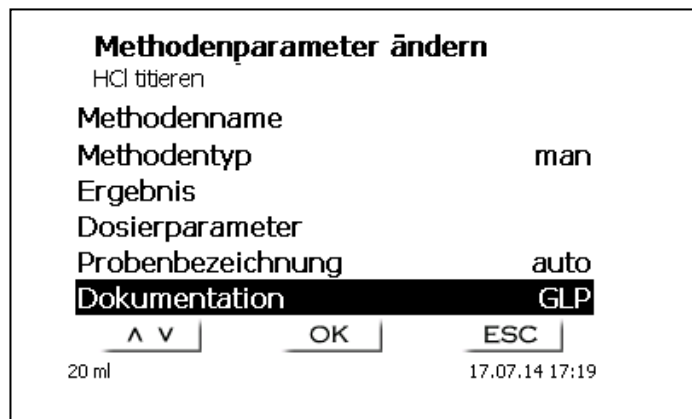 Methodenparameter ändern
HCl titieren
Methodenname
Methodentyp man
Ergebnis
Dosierparameter
Probenbezeichnung auto
Dokumentation GLP
∧ ∨ OK ESC
20 ml 17.07.14 17:19